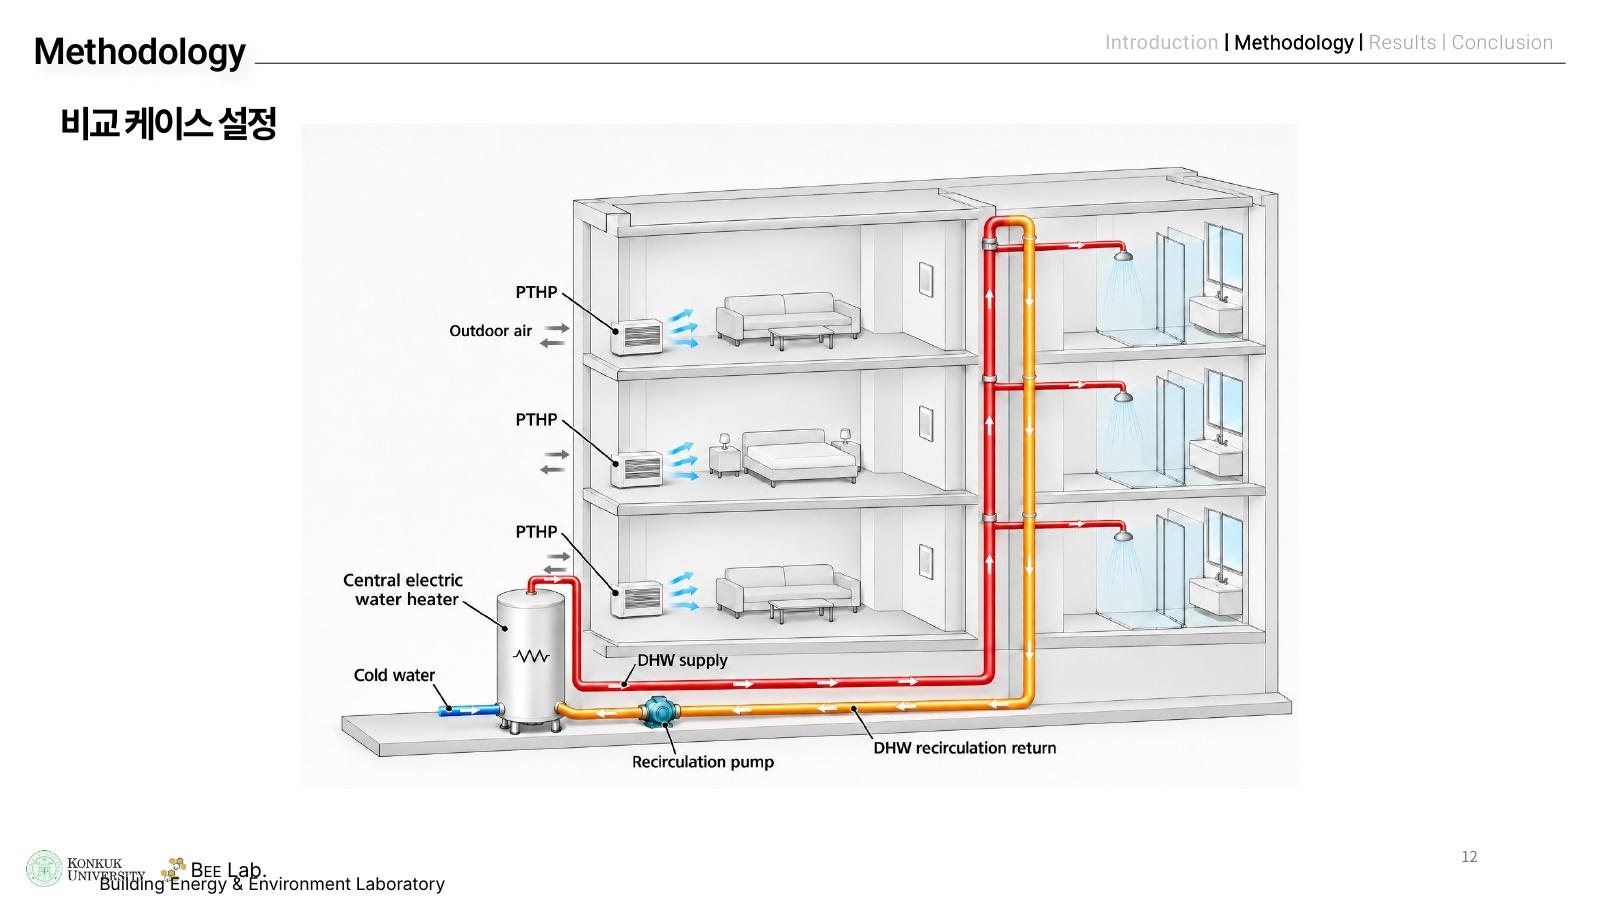 Methodology
Introduction | Methodology | Results | Conclusion
비교 케이스 설정
PTHP
Outdoor air
PTHP
PTHP
Central electric
water heater
DHW supply
Cold water
DHW recirculation return
Recirculation pump
KONKUK
UNIVERSITY
BEE Lab.
Building Energy & Environment Laboratory
12